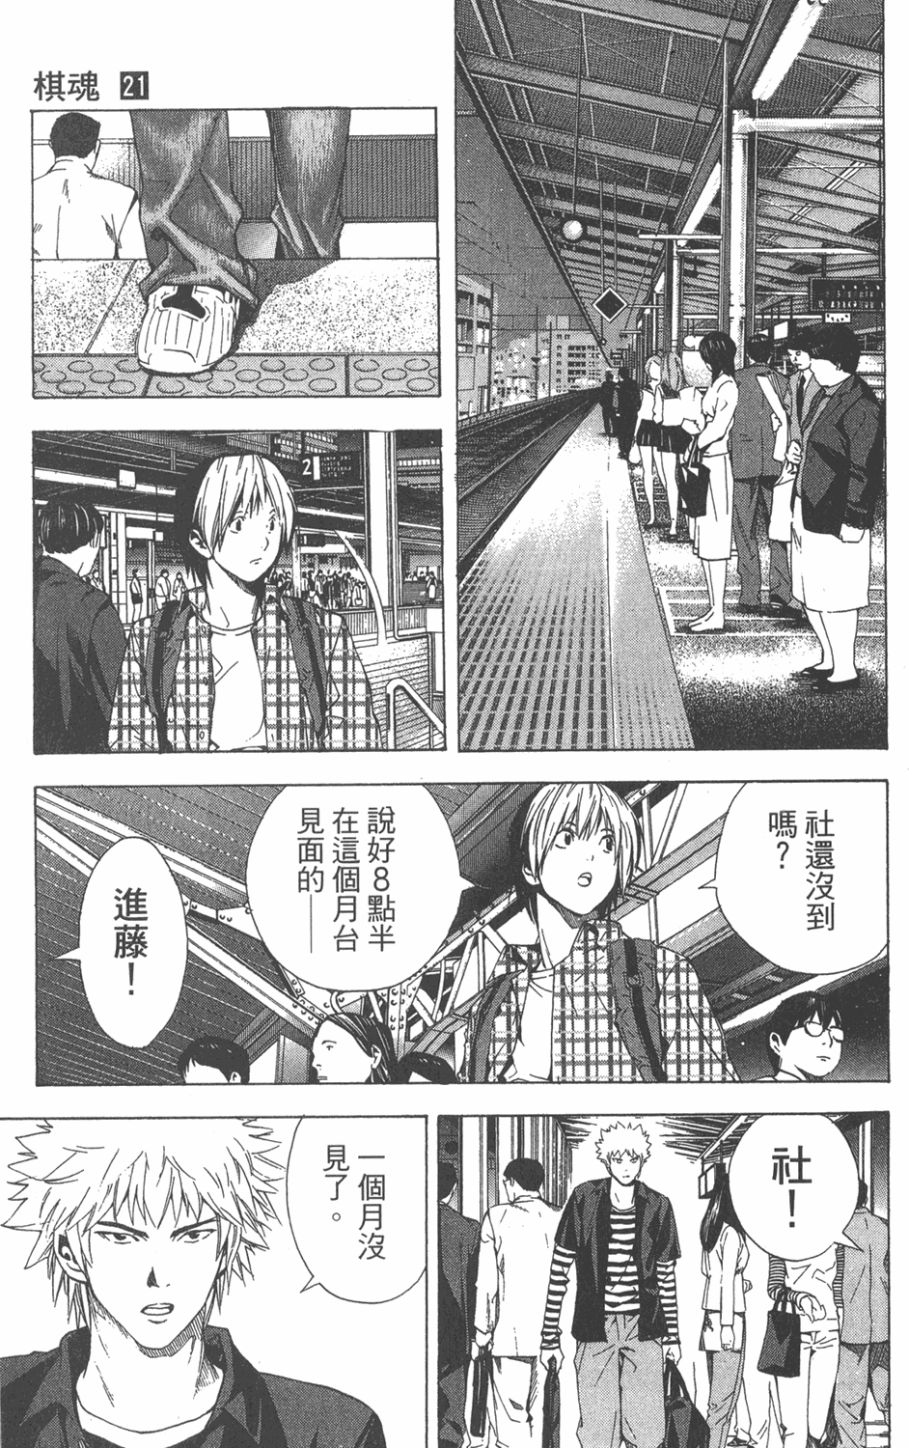 棋魂 21
2
社還沒到
嗎？
說好8點半
在這個月台
見面的——
進藤！
社！
一個月沒
見了。